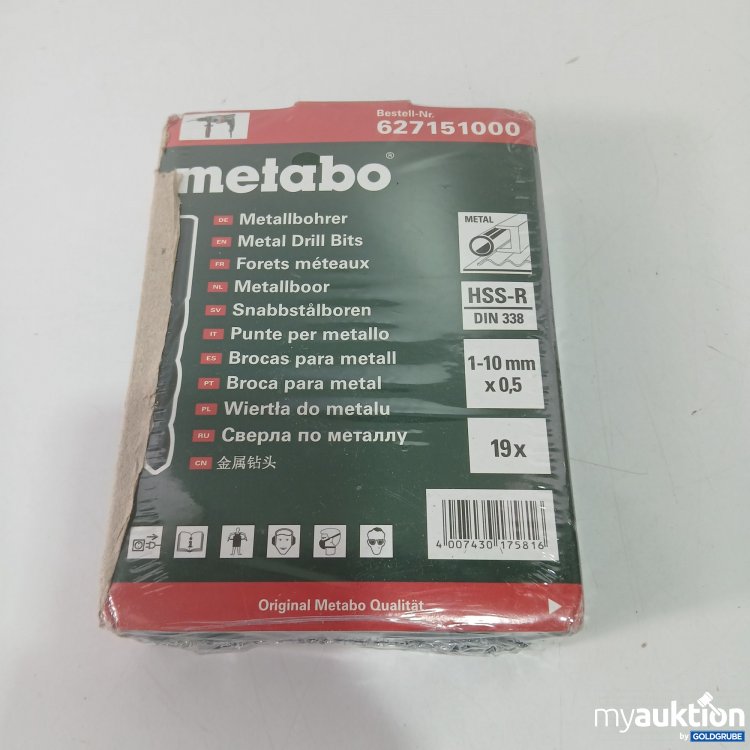 Bestell-Nr.
627151000
metabo®
DE Metallbohrer
EN Metal Drill Bits
FR Forets méteaux
NL Metallboor
SV Snabbstålboren
IT Punte per metallo
ES Brocas para metall
PT Broca para metal
PL Wiertła do metalu
RU Сверла по металлу
CN 金属钻头
METAL
HSS-R
DIN 338
1-10 mm
x 0,5
19x
4 007430 175816
Original Metabo Qualität
myauktion
by GOLDGRUBE